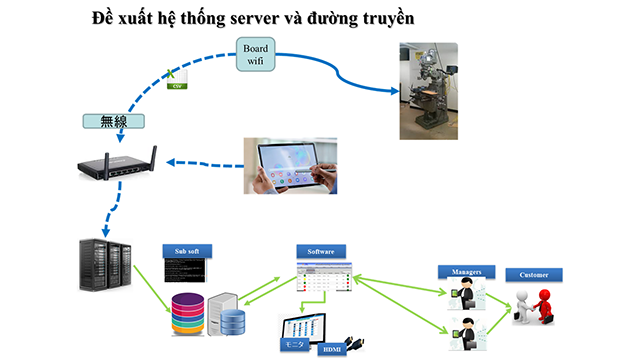 Đề xuất hệ thống server và đường truyền
Board
wifi
CSV
無線
Sub soft
Software
Managers
Customer
モニタ
HDMI